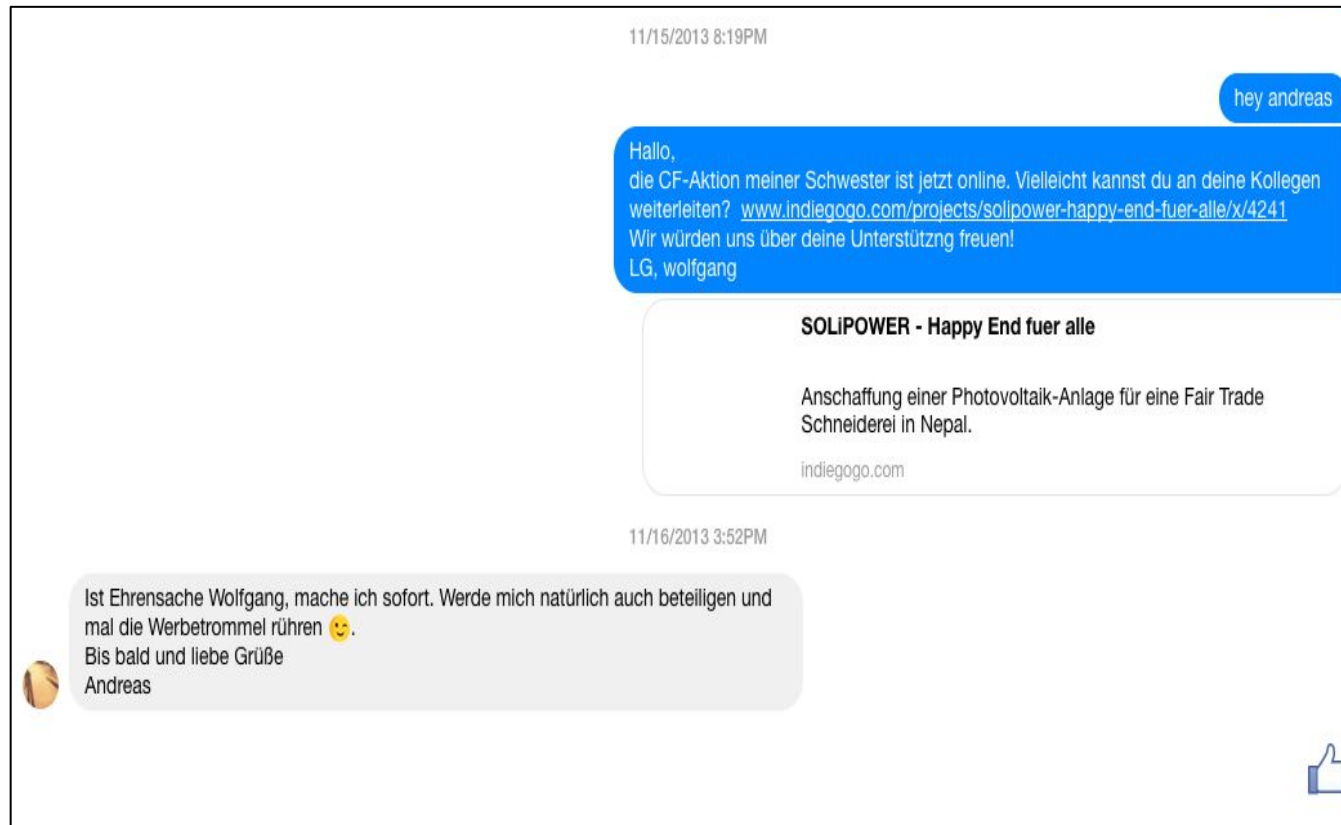 11/15/2013 8:19PM
hey andreas
Hallo,
die CF-Aktion meiner Schwester ist jetzt online. Vielleicht kannst du an deine Kollegen
weiterleiten?  www.indiegogo.com/projects/solipower-happy-end-fuer-alle/x/4241
Wir würden uns über deine Unterstützng freuen!
LG, wolfgang
SOLiPOWER - Happy End fuer alle
Anschaffung einer Photovoltaik-Anlage für eine Fair Trade
Schneiderei in Nepal.
indiegogo.com
11/16/2013 3:52PM
Ist Ehrensache Wolfgang, mache ich sofort. Werde mich natürlich auch beteiligen und
mal die Werbetrommel rühren 😉.
Bis bald und liebe Grüße
Andreas